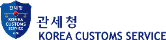 관세청
KOREA CUSTOMS SERVICE